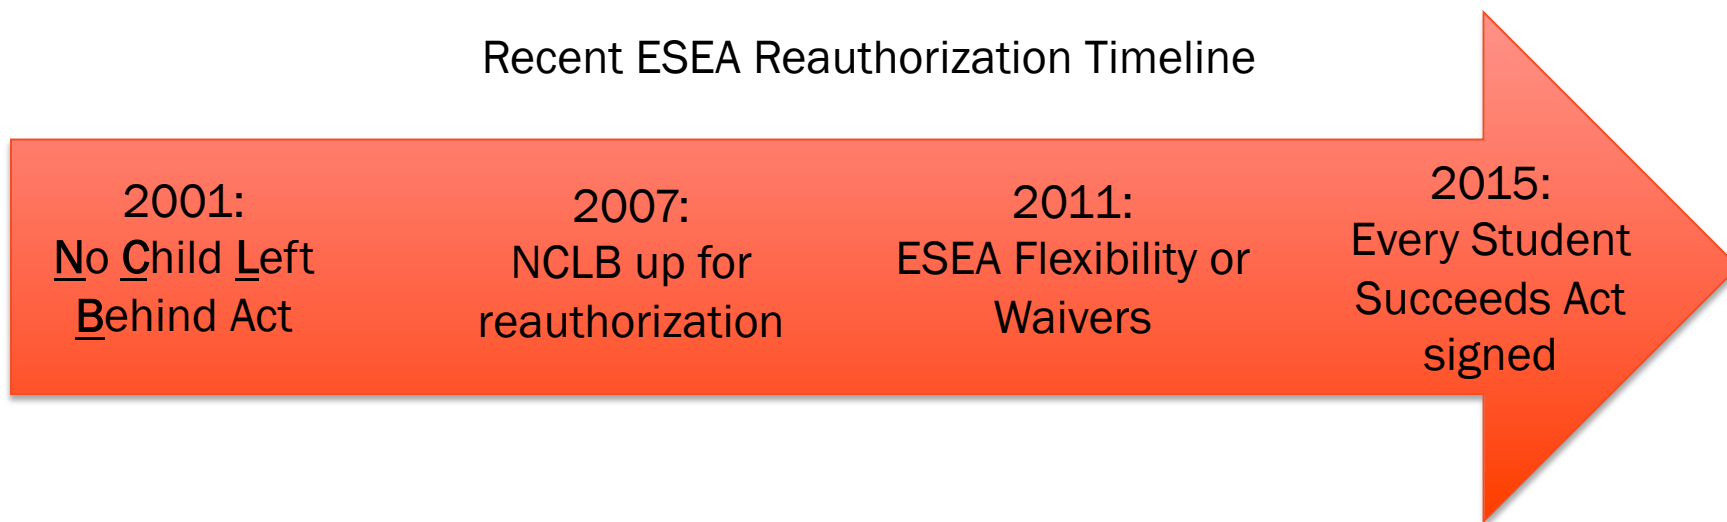 Recent ESEA Reauthorization Timeline
2001:
No Child Left
Behind Act
2007:
NCLB up for
reauthorization
2011:
ESEA Flexibility or
Waivers
2015:
Every Student
Succeeds Act
signed